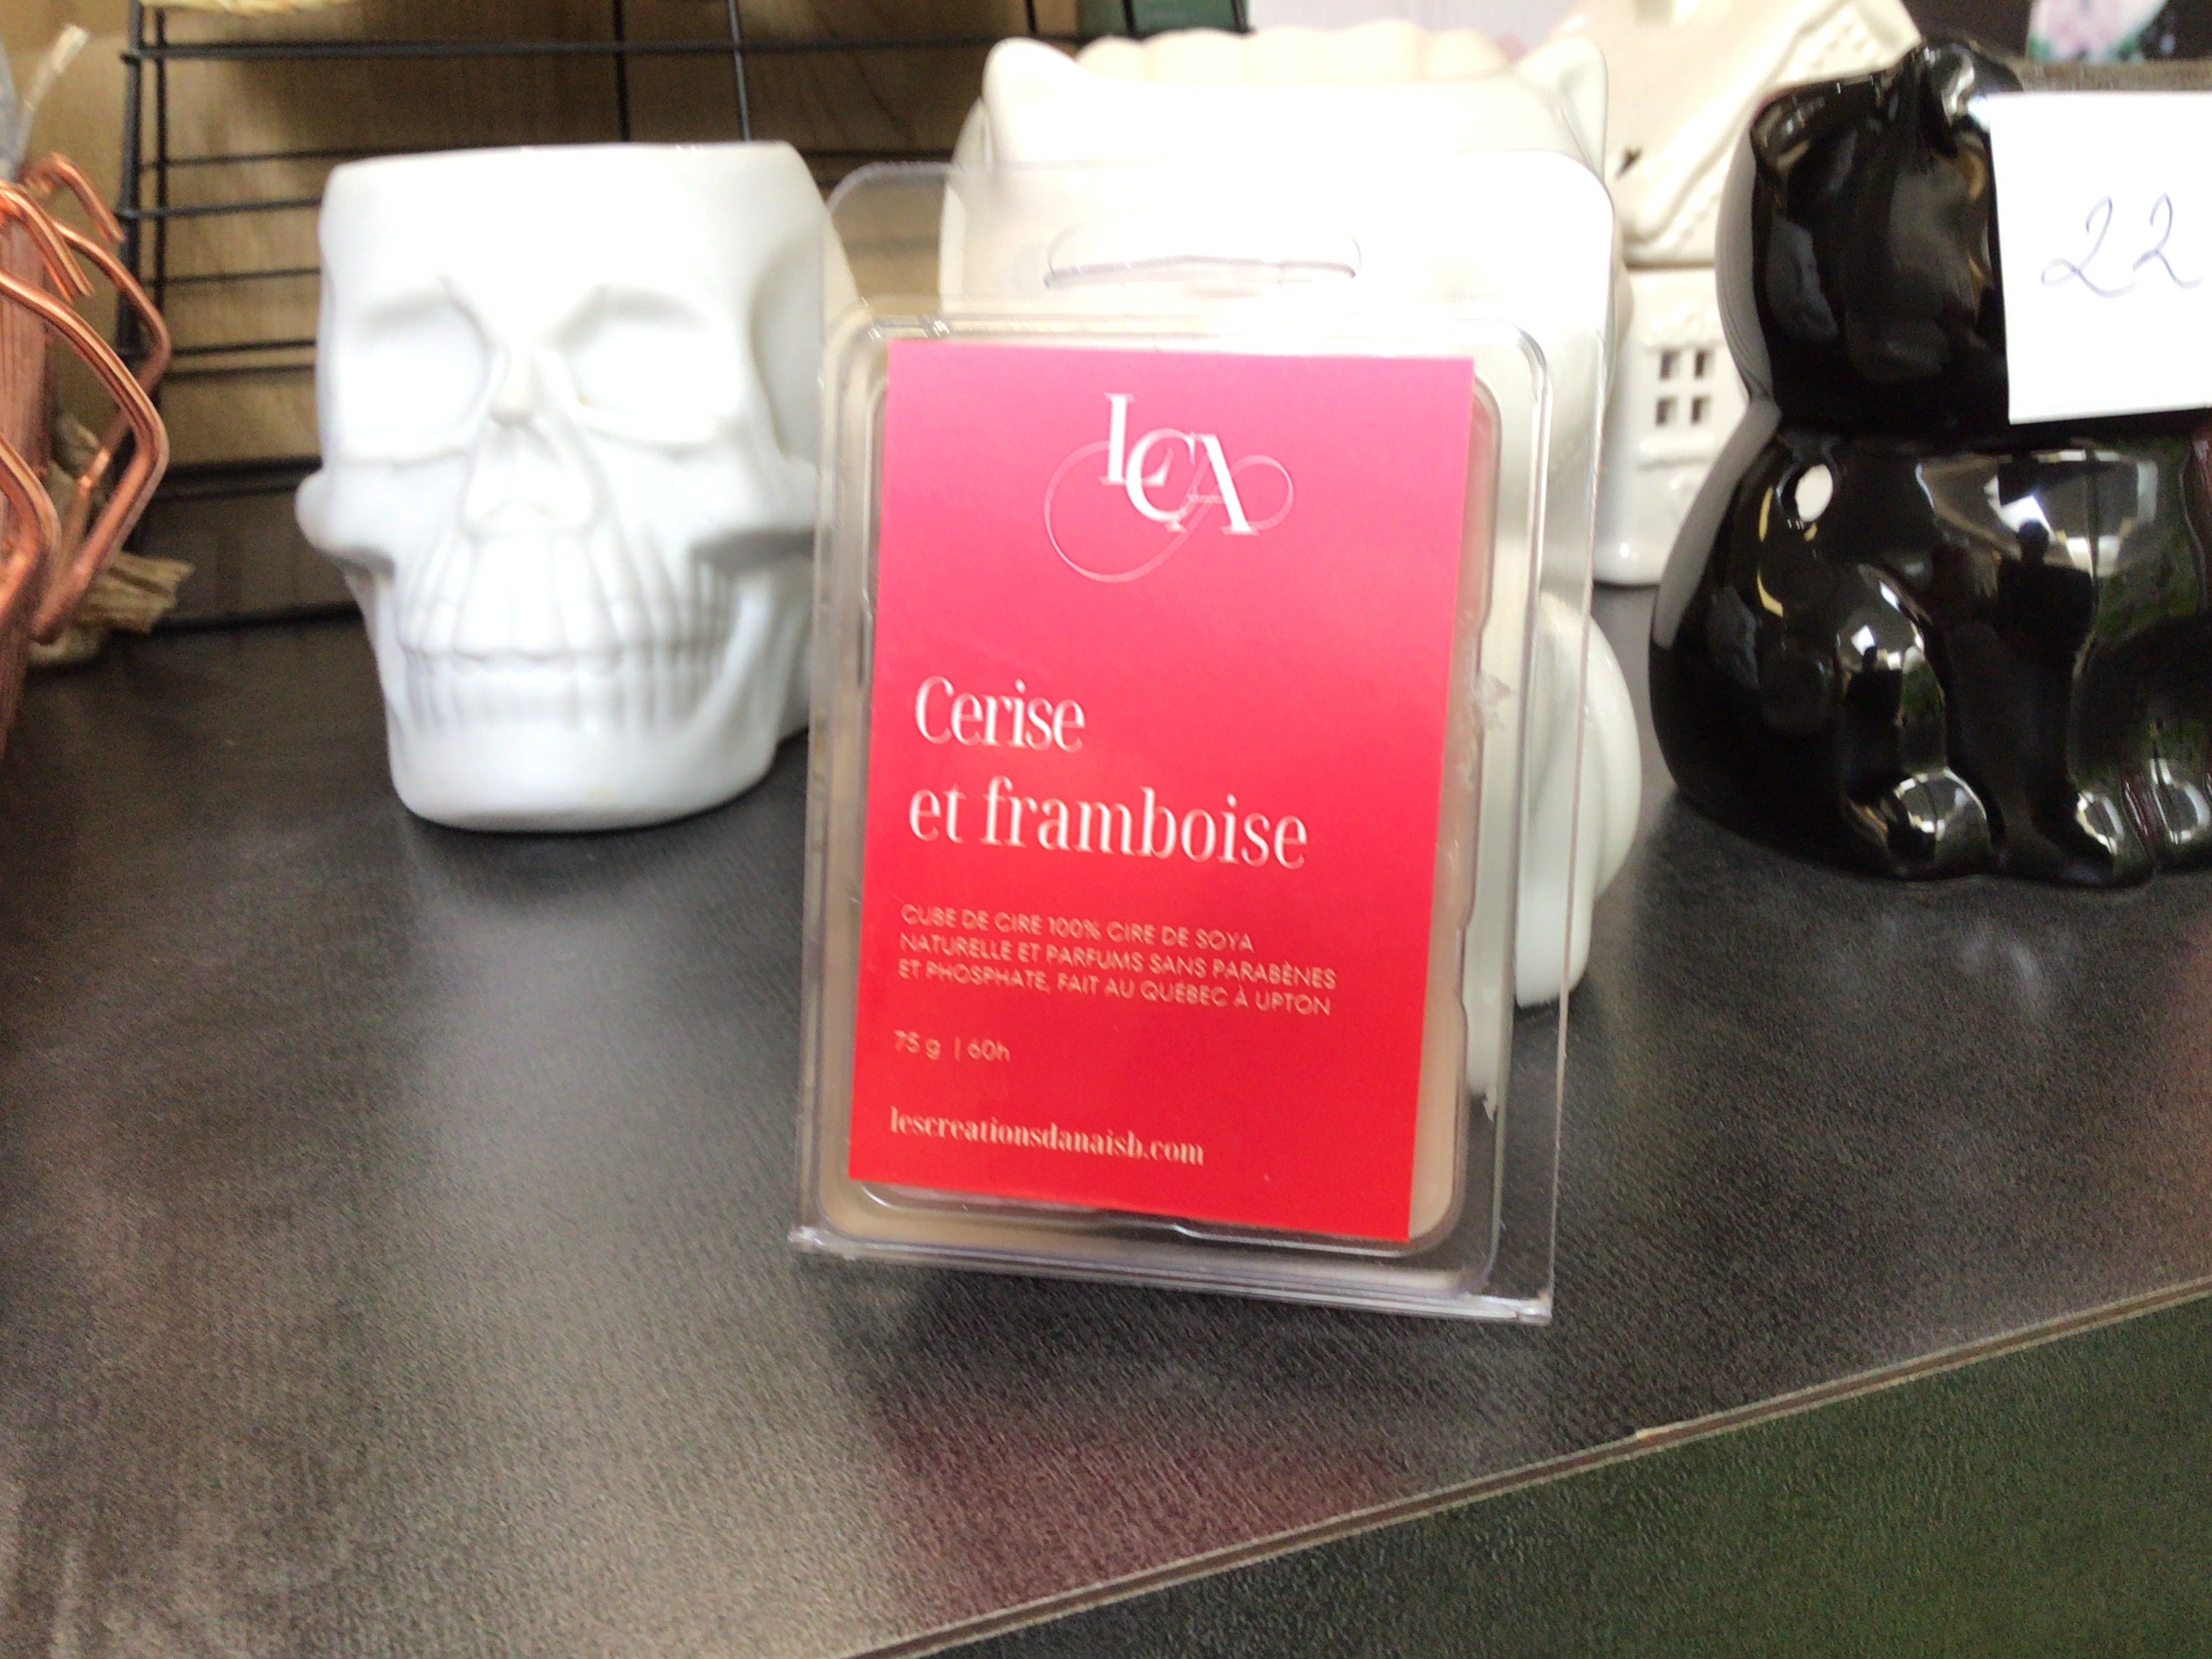 LCA
Cerise
et framboise
CUBE DE CIRE 100% CIRE DE SOYA
NATURELLE ET PARFUMS SANS PARABÈNES
ET PHOSPHATE, FAIT AU QUÉBEC À UPTON
75 g | 60h
lescreationsdanaisb.com
22